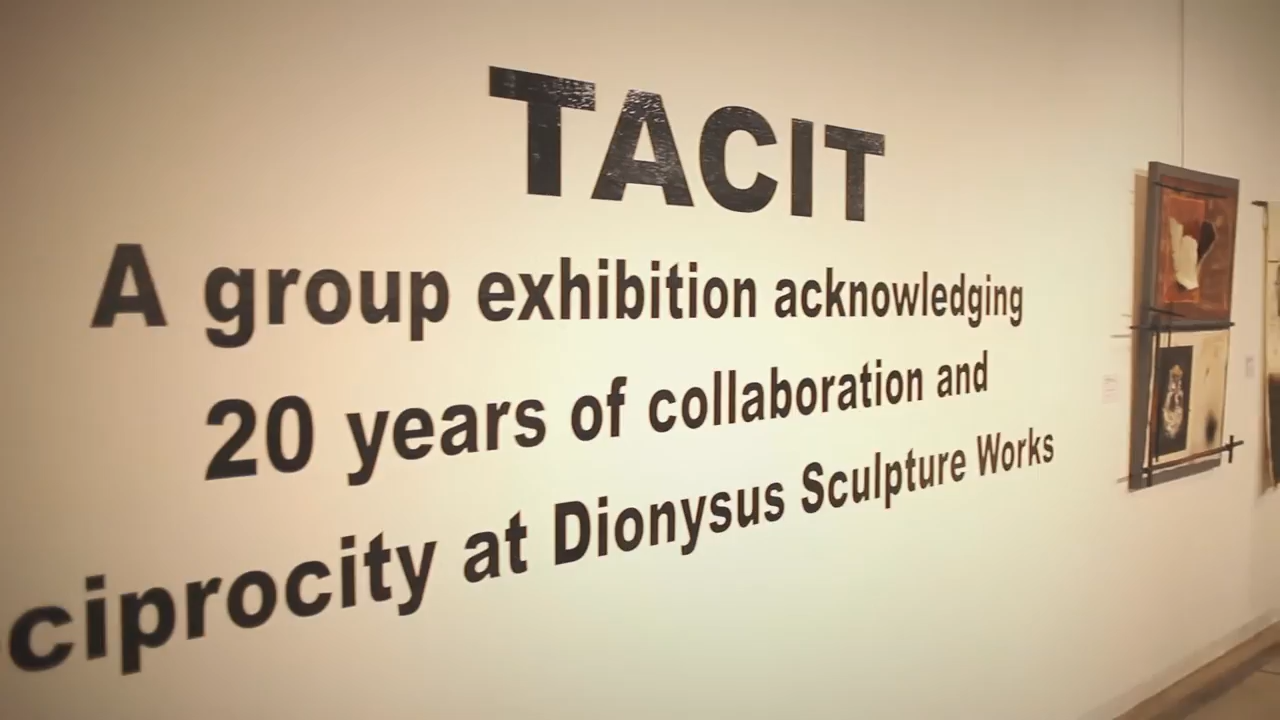 TACIT
A group exhibition acknowledging
20 years of collaboration and
ciprocity at Dionysus Sculpture Works